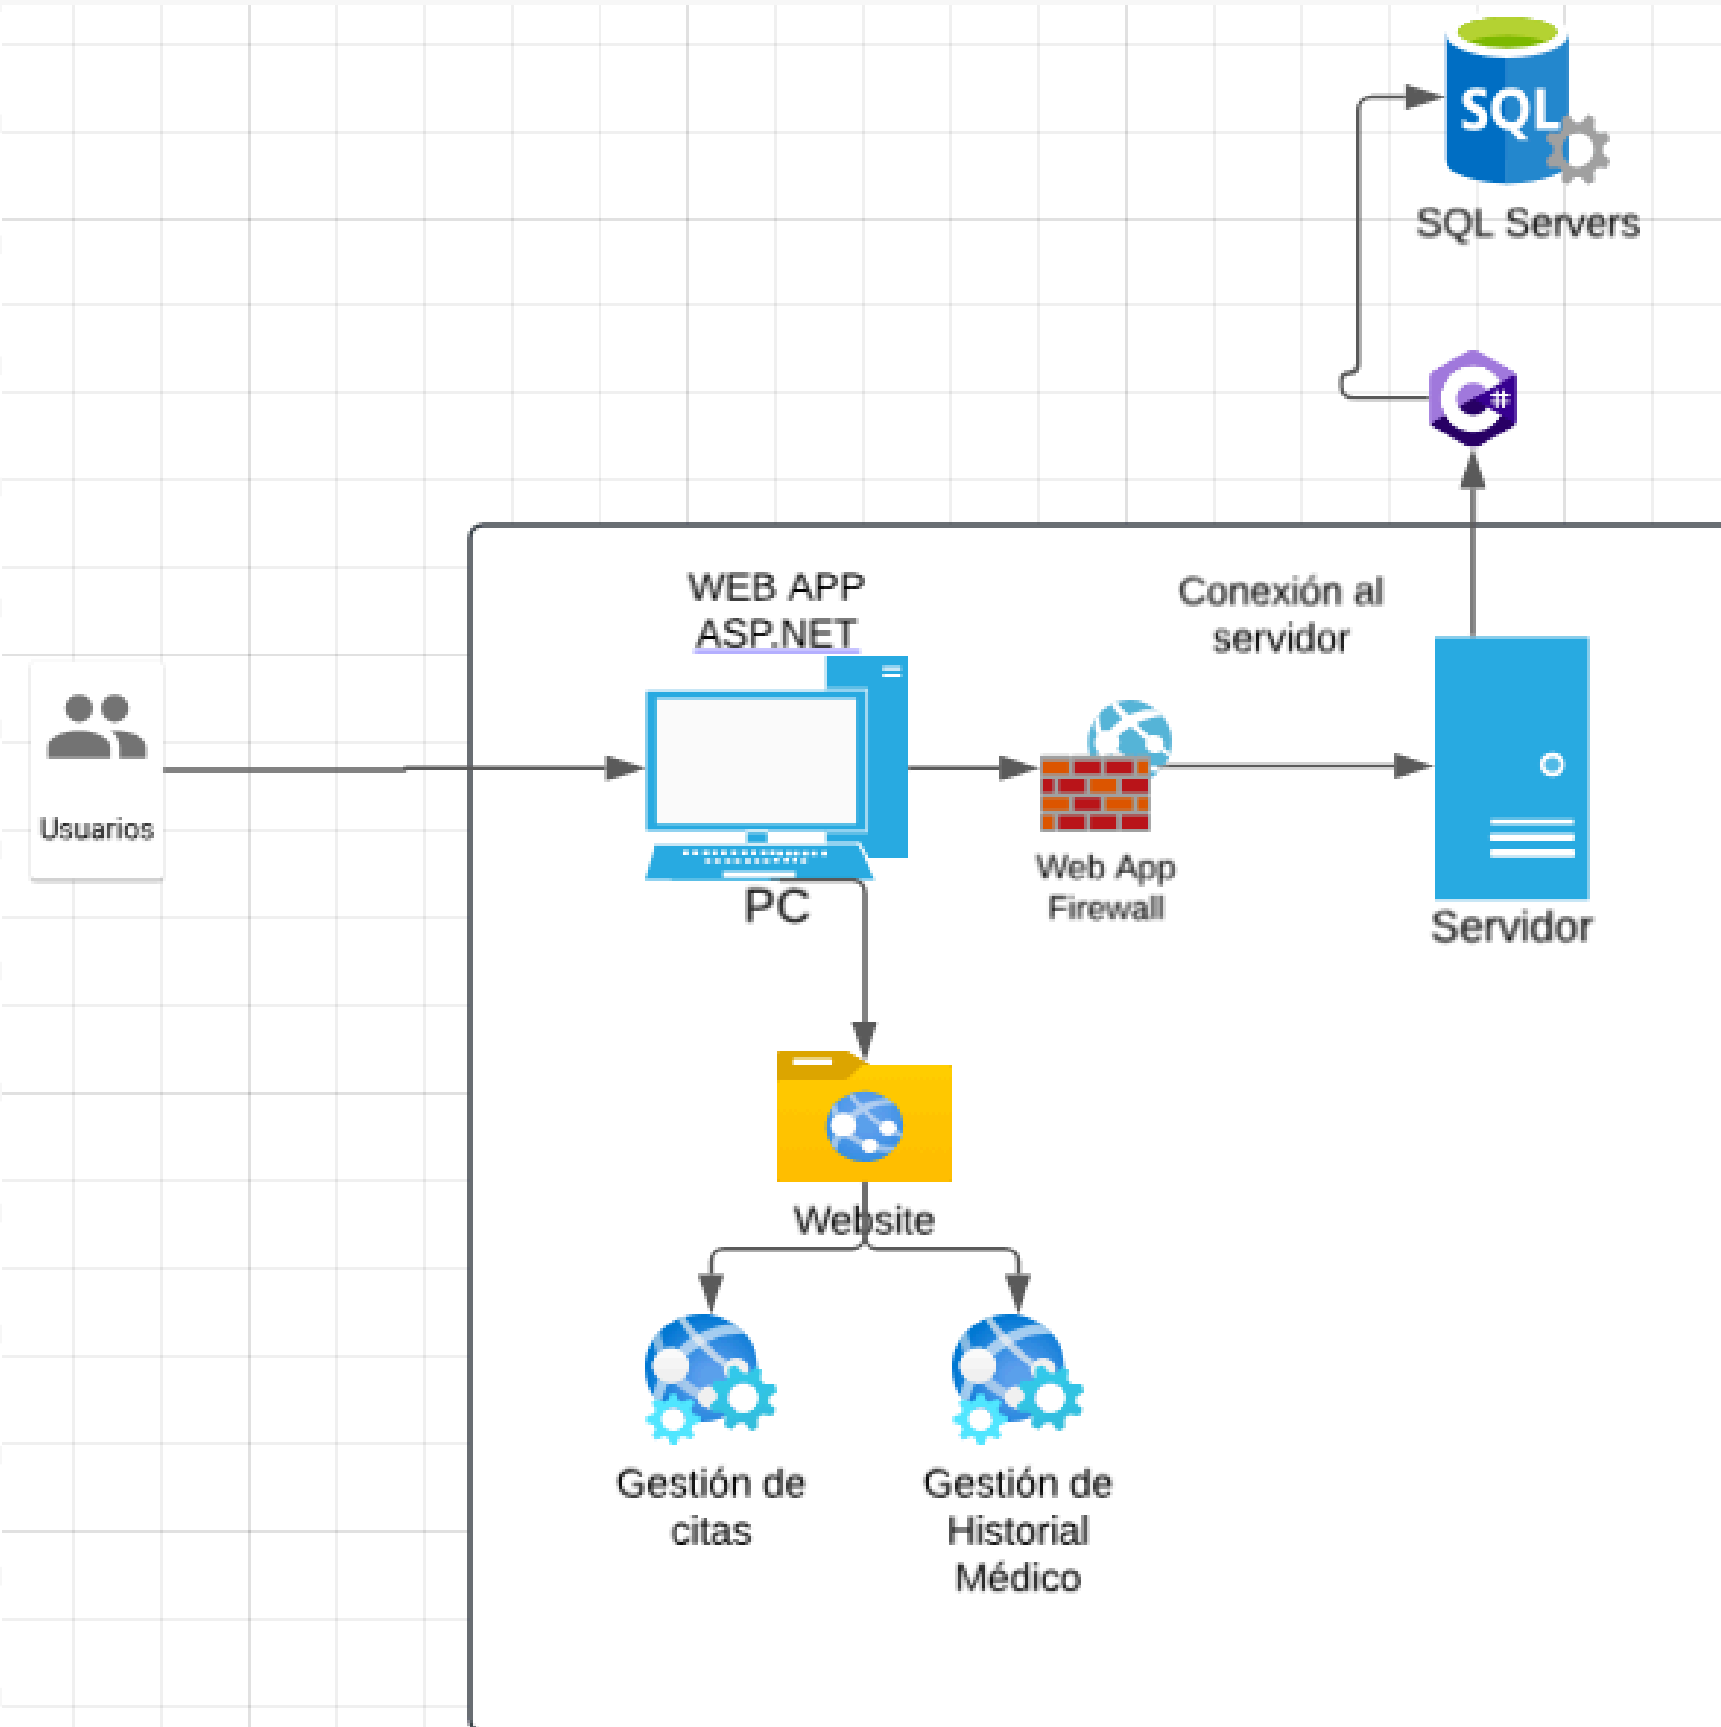 SQL
SQL Servers
C#
WEB APP
ASP.NET
Conexión al
servidor
Usuarios
PC
Web App
Firewall
Servidor
Website
Gestión de
citas
Gestión de
Historial
Médico